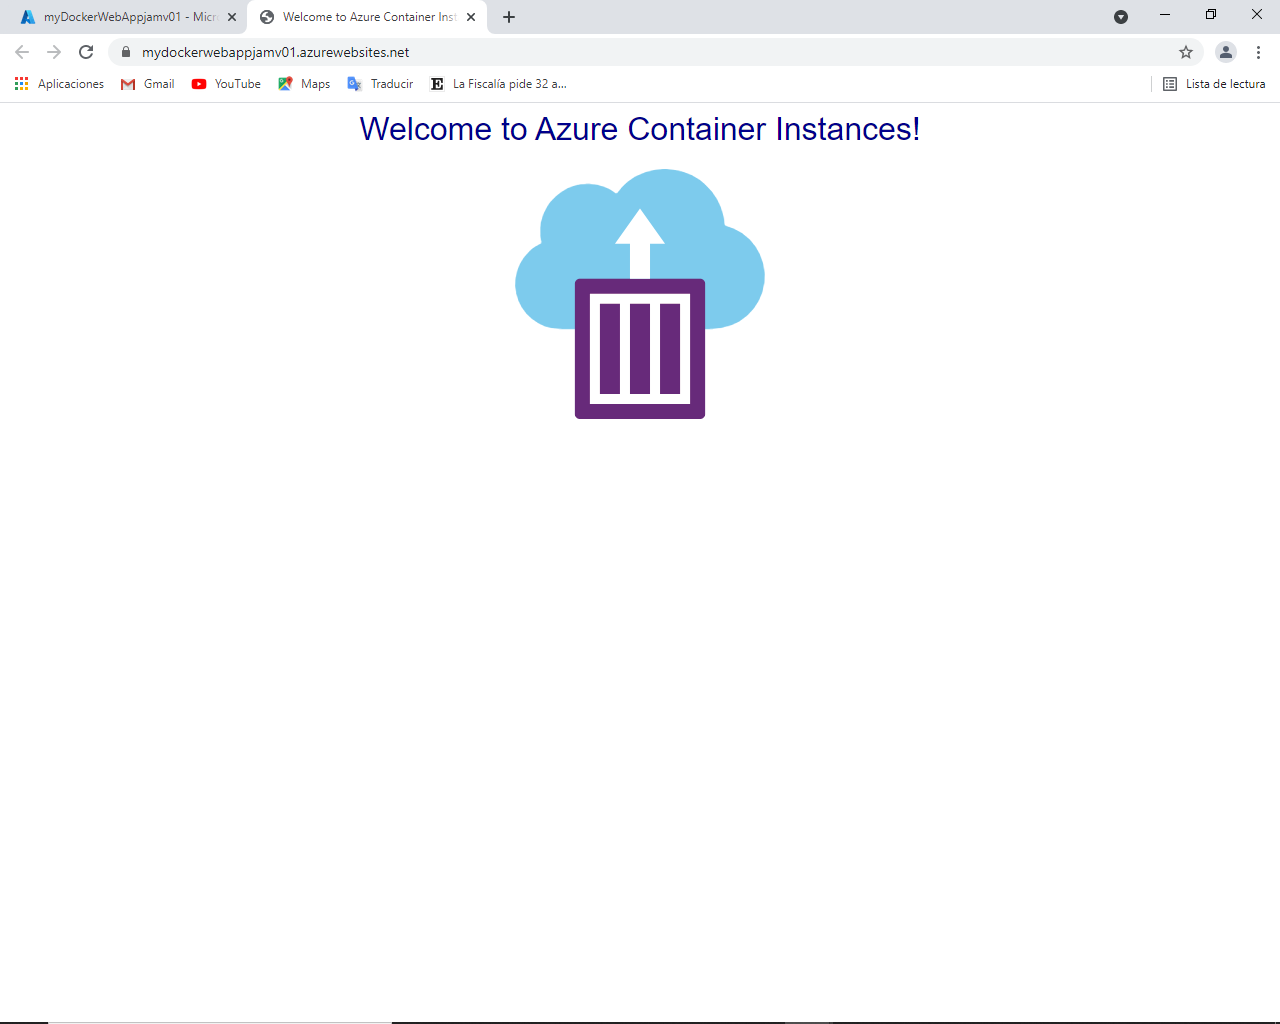 myDockerWebAppjamv01 - Micr
Welcome to Azure Container Inst
mydockerwebappjamv01.azurewebsites.net
Aplicaciones
Gmail
YouTube
Maps
Traducir
E
La Fiscalía pide 32 a...
Lista de lectura
Welcome to Azure Container Instances!